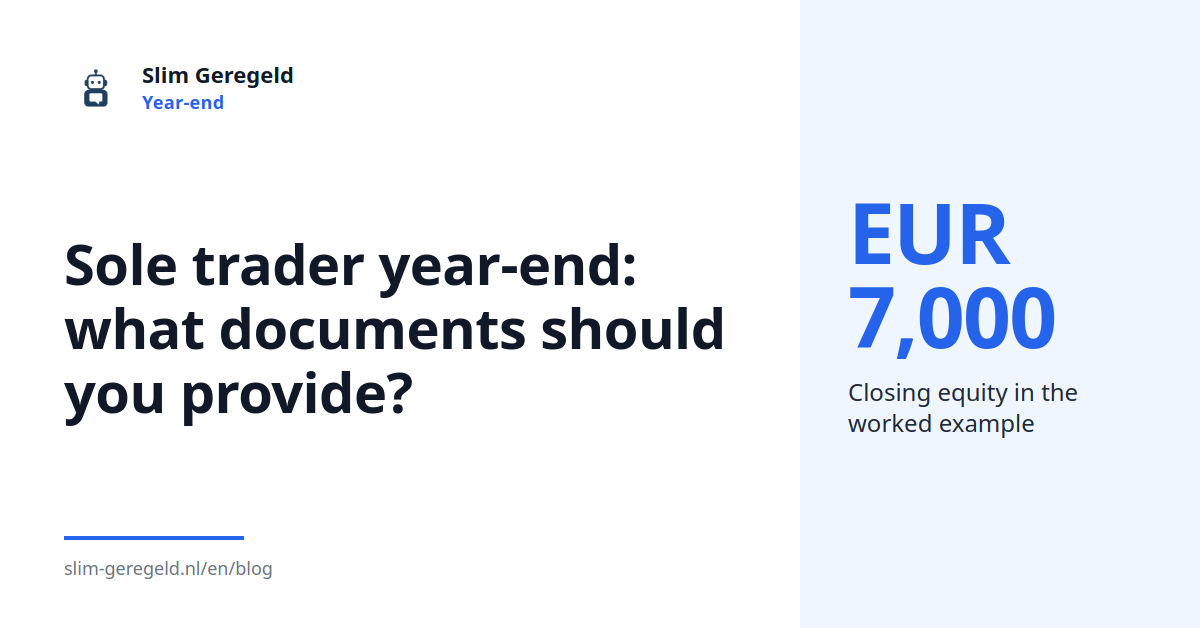 Slim Geregeld
Year-end
Sole trader year-end:
what documents should
you provide?
slim-geregeld.nl/en/blog
EUR
7,000
Closing equity in the
worked example